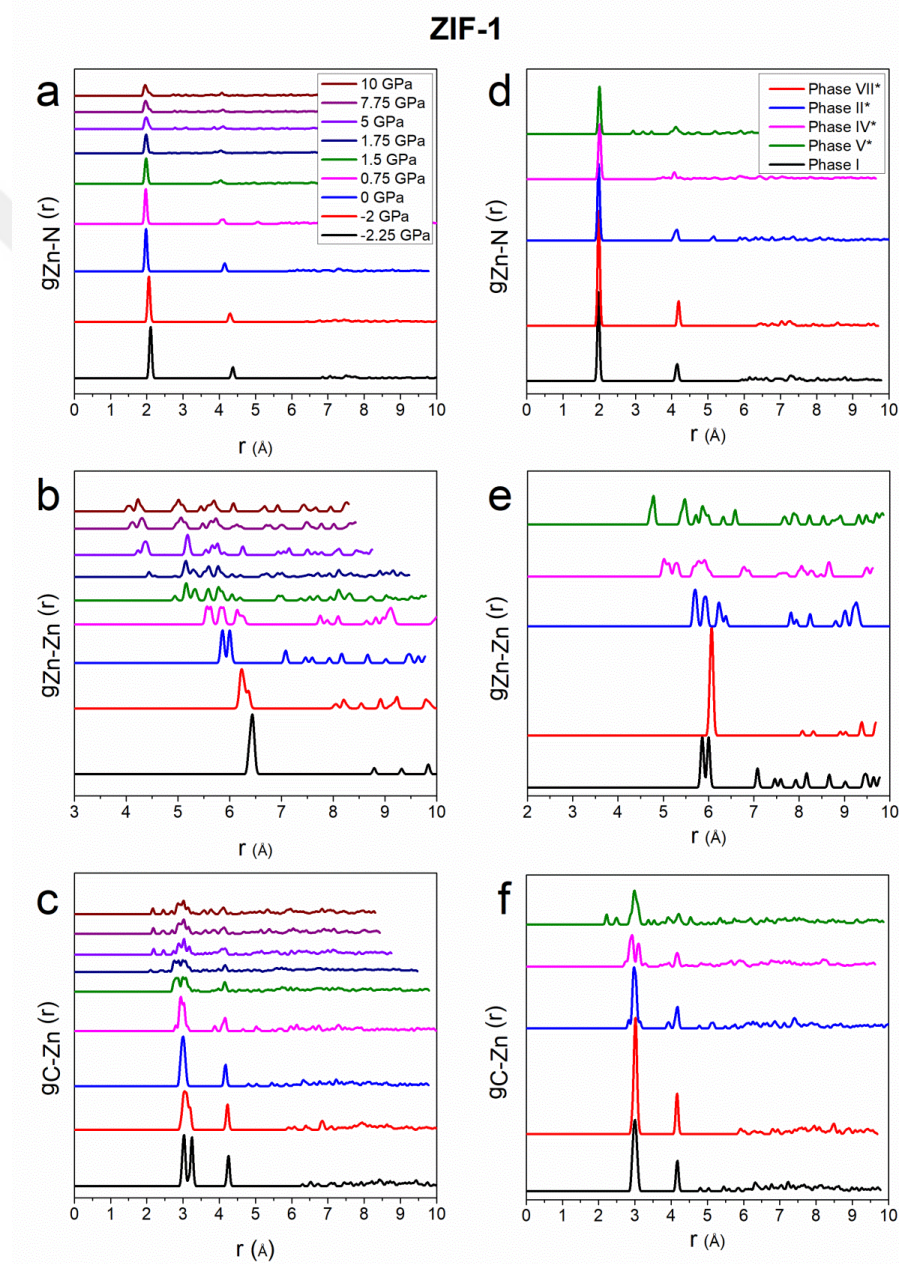 ZIF-1
a
gZn-N (r)
10 GPa
7.75 GPa
5 GPa
1.75 GPa
1.5 GPa
0.75 GPa
0 GPa
-2 GPa
-2.25 GPa
0 1 2 3 4 5 6 7 8 9 10
r (Å)
d
gZn-N (r)
Phase VII*
Phase II*
Phase IV*
Phase V*
Phase I
0 1 2 3 4 5 6 7 8 9 10
r (Å)
b
gZn-Zn (r)
3 4 5 6 7 8 9 10
r (Å)
e
gZn-Zn (r)
2 3 4 5 6 7 8 9 10
r (Å)
c
gC-Zn (r)
0 1 2 3 4 5 6 7 8 9 10
r (Å)
f
gC-Zn (r)
0 1 2 3 4 5 6 7 8 9 10
r (Å)